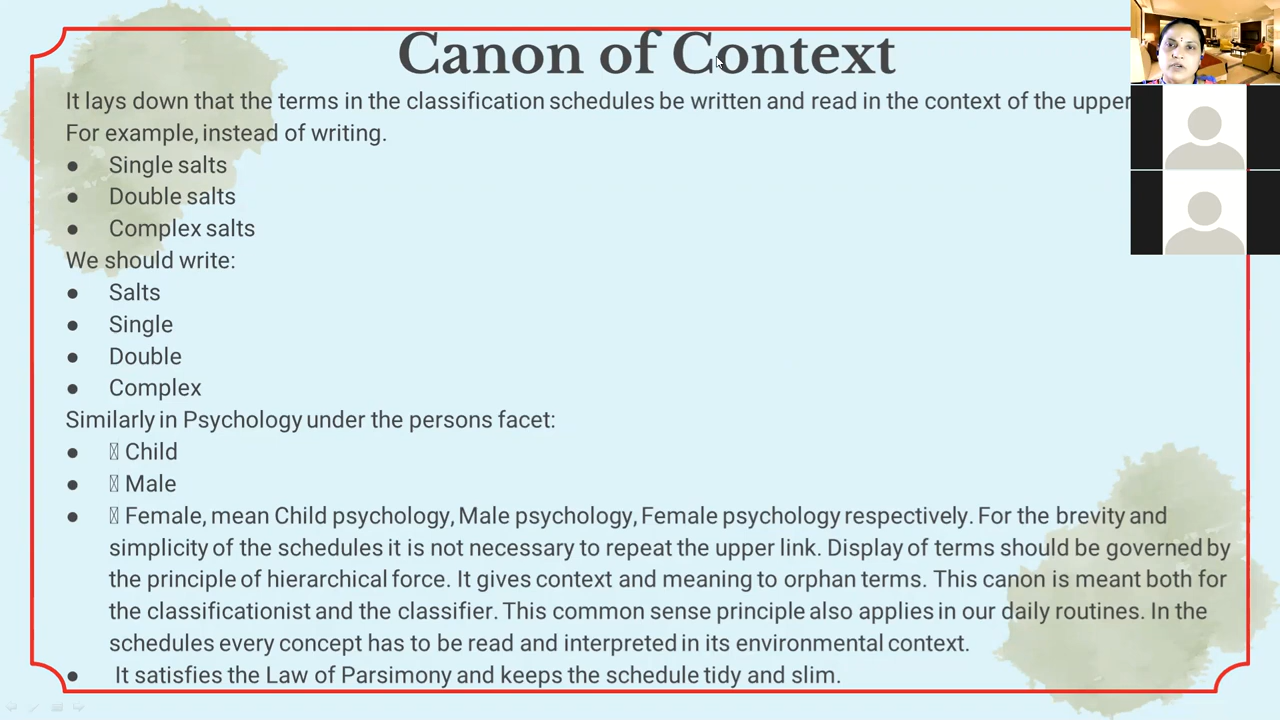 Canon of Context
It lays down that the terms in the classification schedules be written and read in the context of the upper
For example, instead of writing.
● Single salts
● Double salts
● Complex salts
We should write:
● Salts
● Single
● Double
● Complex
Similarly in Psychology under the persons facet:
● Child
● Male
● Female, mean Child psychology, Male psychology, Female psychology respectively. For the brevity and
simplicity of the schedules it is not necessary to repeat the upper link. Display of terms should be governed by
the principle of hierarchical force. It gives context and meaning to orphan terms. This canon is meant both for
the classificationist and the classifier. This common sense principle also applies in our daily routines. In the
schedules every concept has to be read and interpreted in its environmental context.
● It satisfies the Law of Parsimony and keeps the schedule tidy and slim.